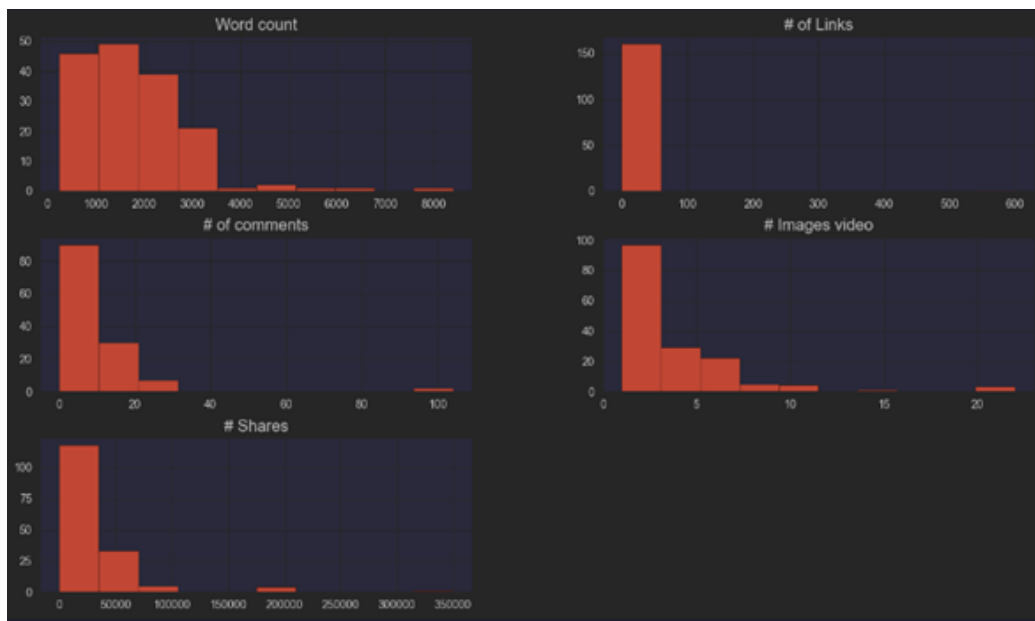 Word count
50
40
30
20
10
0
0 1000 2000 3000 4000 5000 6000 7000 8000
# of Links
150
100
50
0
0 100 200 300 400 500 600
# of comments
80
60
40
20
0
0 20 40 60 80 100
# Images video
100
80
60
40
20
0
0 5 10 15 20
# Shares
100
75
50
25
0
0 50000 100000 150000 200000 250000 300000 350000